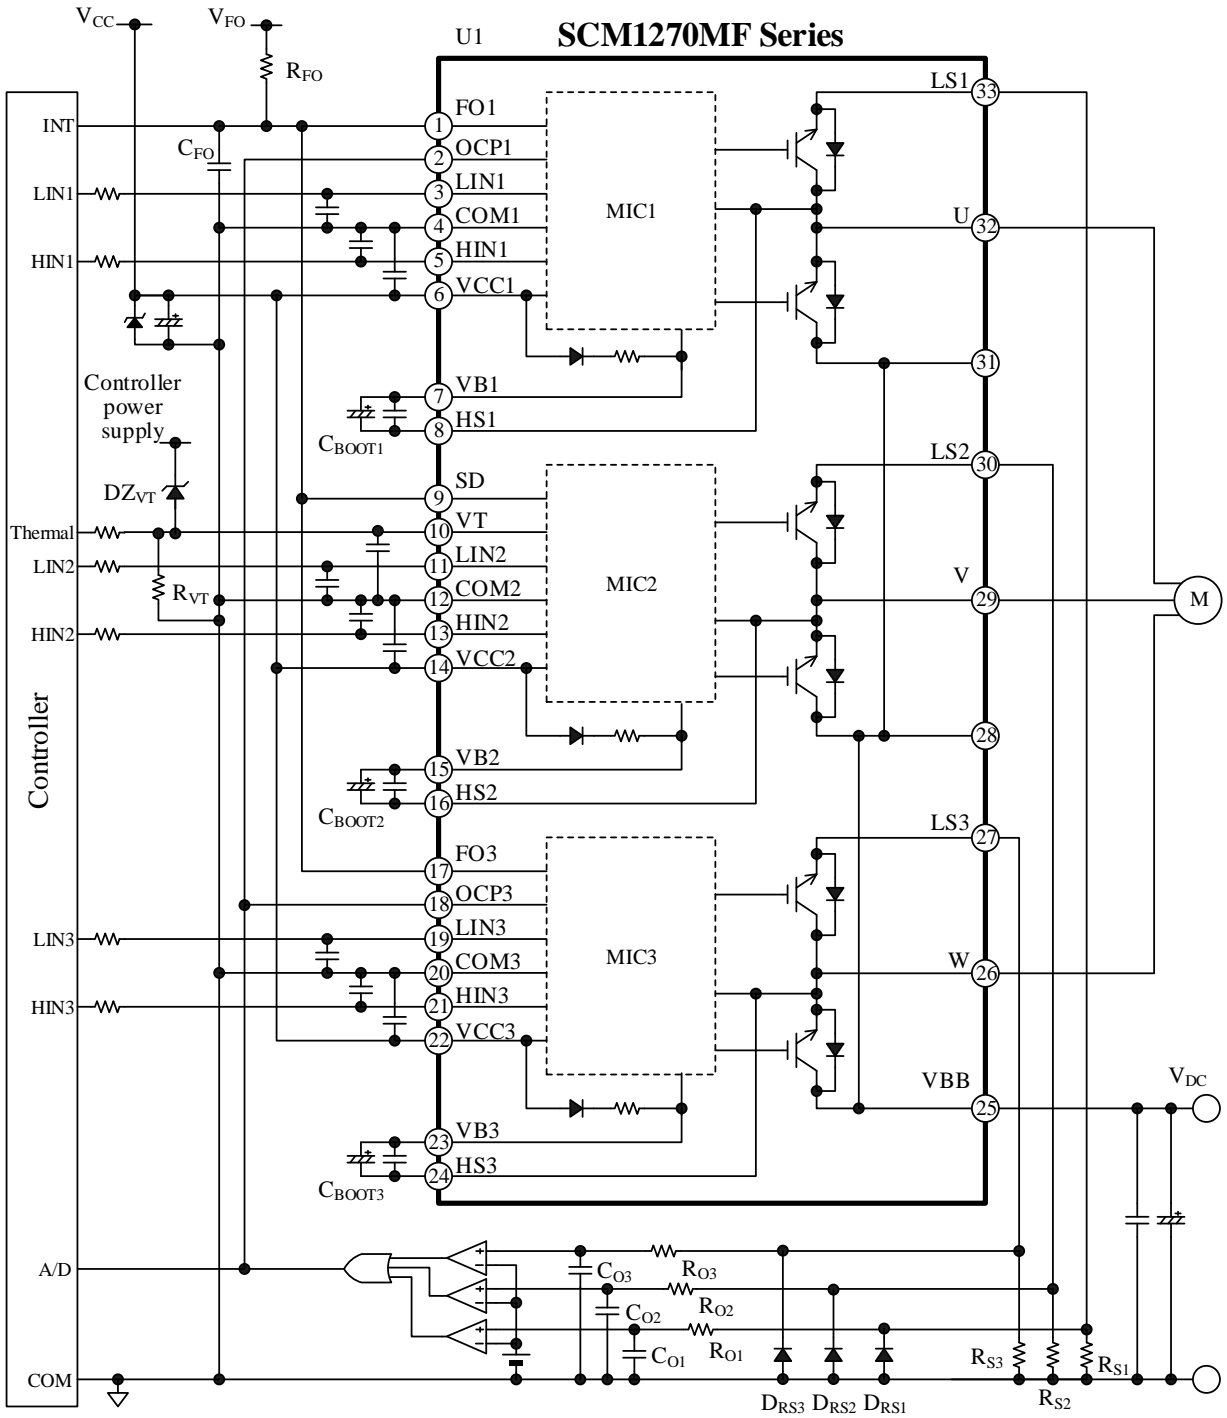 SCM1270MF Series
U1
VCC
VFO
RFO
INT
CFO
LIN1
HIN1
Controller
power
supply
DZVT
Thermal
LIN2
RVT
HIN2
Controller
LIN3
HIN3
A/D
COM
CBOOT1
CBOOT2
CBOOT3
1 FO1
2 OCP1
3 LIN1
4 COM1
5 HIN1
6 VCC1
7 VB1
8 HS1
9 SD
10 VT
11 LIN2
12 COM2
13 HIN2
14 VCC2
15 VB2
16 HS2
17 FO3
18 OCP3
19 LIN3
20 COM3
21 HIN3
22 VCC3
23 VB3
24 HS3
MIC1
MIC2
MIC3
LS1 33
U 32
31
LS2 30
V 29
28
LS3 27
W 26
VBB 25
M
VDC
CO3
RO3
CO2
RO2
CO1
RO1
RS3
RS2
RS1
DRS3 DRS2 DRS1